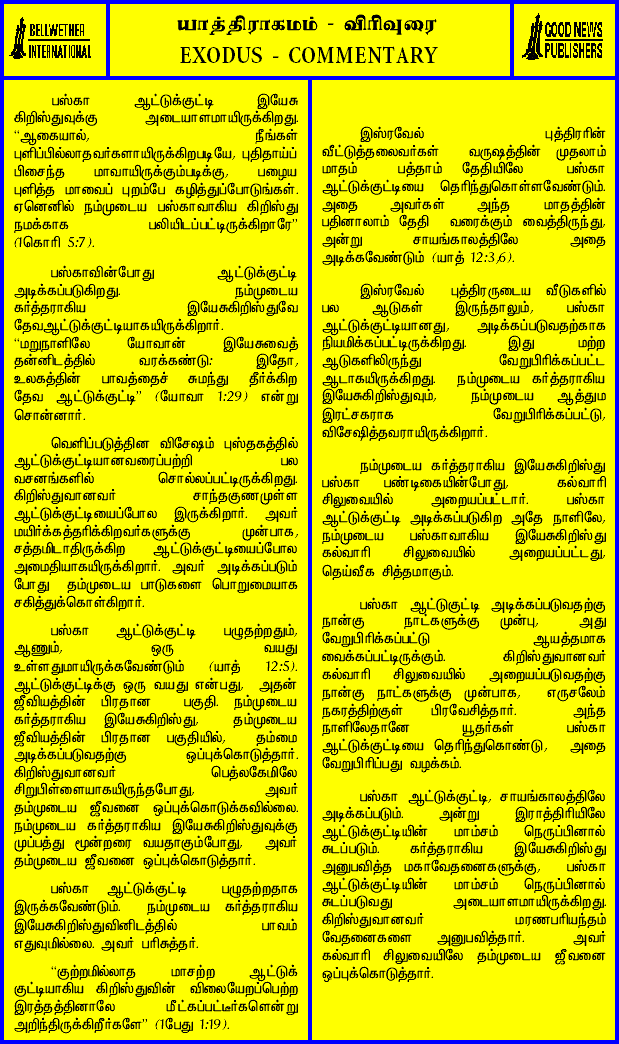 BELLWETHER
INTERNATIONAL
யாத்திராகமம் - விரிவுரை
EXODUS - COMMENTARY
GOOD NEWS
PUBLISHERS
பஸ்கா ஆட்டுக்குட்டி இயேசு
கிறிஸ்துவுக்கு அடையாளமாயிருக்கிறது.
“ஆகையால், நீங்கள்
புளிப்பில்லாதவர்களாயிருக்கிறபடியே, புதிதாய்ப்
பிசைந்த மாவாயிருக்கும்படிக்கு, பழைய
புளித்த மாவைப் புறம்பே கழித்துப்போடுங்கள்.
ஏனெனில் நம்முடைய பஸ்காவாகிய கிறிஸ்து
நமக்காக பலியிடப்பட்டிருக்கிறாரே”
(1கொரி 5:7).
பஸ்காவின்போது ஆட்டுக்குட்டி
அடிக்கப்படுகிறது. நம்முடைய
கர்த்தராகிய இயேசுகிறிஸ்துவே
தேவஆட்டுக்குட்டியாகயிருக்கிறார்.
“மறுநாளிலே யோவான் இயேசுவைத்
தன்னிடத்தில் வரக்கண்டு: இதோ,
உலகத்தின் பாவத்தைச் சுமந்து தீர்க்கிற
தேவ ஆட்டுக்குட்டி” (யோவா 1:29) என்று
சொன்னார்.
வெளிப்படுத்தின விசேஷம் புஸ்தகத்தில்
ஆட்டுக்குட்டியானவரைப்பற்றி பல
வசனங்களில் சொல்லப்பட்டிருக்கிறது.
கிறிஸ்துவானவர் சாந்தகுணமுள்ள
ஆட்டுக்குட்டியைப்போல இருக்கிறார். அவர்
மயிர்க்கத்தரிக்கிறவர்களுக்கு முன்பாக,
சத்தமிடாதிருக்கிற ஆட்டுக்குட்டியைப்போல
அமைதியாகயிருக்கிறார். அவர் அடிக்கப்படும்
போது தம்முடைய பாடுகளை பொறுமையாக
சகித்துக்கொள்கிறார்.
பஸ்கா ஆட்டுக்குட்டி பழுதற்றதும்,
ஆணும், ஒரு வயது
உள்ளதுமாயிருக்கவேண்டும் (யாத் 12:5).
ஆட்டுக்குட்டிக்கு ஒரு வயது என்பது, அதன்
ஜீவியத்தின் பிரதான பகுதி. நம்முடைய
கர்த்தராகிய இயேசுகிறிஸ்து, தம்முடைய
ஜீவியத்தின் பிரதான பகுதியில், தம்மை
அடிக்கப்படுவதற்கு ஒப்புக்கொடுத்தார்.
கிறிஸ்துவானவர் பெத்லகேமிலே
சிறுபிள்ளையாகயிருந்தபோது, அவர்
தம்முடைய ஜீவனை ஒப்புக்கொடுக்கவில்லை.
நம்முடைய கர்த்தராகிய இயேசுகிறிஸ்துவுக்கு
முப்பத்து மூன்றரை வயதாகும்போது, அவர்
தம்முடைய ஜீவனை ஒப்புக்கொடுத்தார்.
பஸ்கா ஆட்டுக்குட்டி பழுதற்றதாக
இருக்கவேண்டும். நம்முடைய கர்த்தராகிய
இயேசுகிறிஸ்துவினிடத்தில் பாவம்
எதுவுமில்லை. அவர் பரிசுத்தர்.
“குற்றமில்லாத மாசற்ற ஆட்டுக்
குட்டியாகிய கிறிஸ்துவின் விலையேறப்பெற்ற
இரத்தத்தினாலே மீட்கப்பட்டீர்களென்று
அறிந்திருக்கிறீர்களே” (1பேது 1:19).
இஸ்ரவேல் புத்திரரின்
வீட்டுத்தலைவர்கள் வருஷத்தின் முதலாம்
மாதம் பத்தாம் தேதியிலே பஸ்கா
ஆட்டுக்குட்டியை தெரிந்துகொள்ளவேண்டும்.
அதை அவர்கள் அந்த மாதத்தின்
பதினாலாம் தேதி வரைக்கும் வைத்திருந்து,
அன்று சாயங்காலத்திலே அதை
அடிக்கவேண்டும் (யாத் 12:3,6).
இஸ்ரவேல் புத்திரருடைய வீடுகளில்
பல ஆடுகள் இருந்தாலும், பஸ்கா
ஆட்டுக்குட்டியானது, அடிக்கப்படுவதற்காக
நியமிக்கப்பட்டிருக்கிறது. இது மற்ற
ஆடுகளிலிருந்து வேறுபிரிக்கப்பட்ட
ஆடாகயிருக்கிறது. நம்முடைய கர்த்தராகிய
இயேசுகிறிஸ்துவும், நம்முடைய ஆத்தும
இரட்சகராக வேறுபிரிக்கப்பட்டு,
விசேஷித்தவராயிருக்கிறார்.
நம்முடைய கர்த்தராகிய இயேசுகிறிஸ்து
பஸ்கா பண்டிகையின்போது, கல்வாரி
சிலுவையில் அறையப்பட்டார். பஸ்கா
ஆட்டுக்குட்டி அடிக்கப்படுகிற அதே நாளிலே,
நம்முடைய பஸ்காவாகிய இயேசுகிறிஸ்து
கல்வாரி சிலுவையில் அறையப்பட்டது,
தெய்வீக சித்தமாகும்.
பஸ்கா ஆட்டுகுட்டி அடிக்கப்படுவதற்கு
நான்கு நாட்களுக்கு முன்பு, அது
வேறுபிரிக்கப்பட்டு ஆயத்தமாக
வைக்கப்பட்டிருக்கும். கிறிஸ்துவானவர்
கல்வாரி சிலுவையில் அறையப்படுவதற்கு
நான்கு நாட்களுக்கு முன்பாக, எருசலேம்
நகரத்திற்குள் பிரவேசித்தார். அந்த
நாளிலேதானே யூதர்கள் பஸ்கா
ஆட்டுக்குட்டியை தெரிந்துகொண்டு, அதை
வேறுபிரிப்பது வழக்கம்.
பஸ்கா ஆட்டுக்குட்டி, சாயங்காலத்திலே
அடிக்கப்படும். அன்று இராத்திரியிலே
ஆட்டுக்குட்டியின் மாம்சம் நெருப்பினால்
சுடப்படும். கர்த்தராகிய இயேசுகிறிஸ்து
அனுபவித்த மகாவேதனைகளுக்கு, பஸ்கா
ஆட்டுக்குட்டியின் மாம்சம் நெருப்பினால்
சுடப்படுவது அடையாளமாயிருக்கிறது.
கிறிஸ்துவானவர் மரணபரியந்தம்
வேதனைகளை அனுபவித்தார். அவர்
கல்வாரி சிலுவையிலே தம்முடைய ஜீவனை
ஒப்புக்கொடுத்தார்.